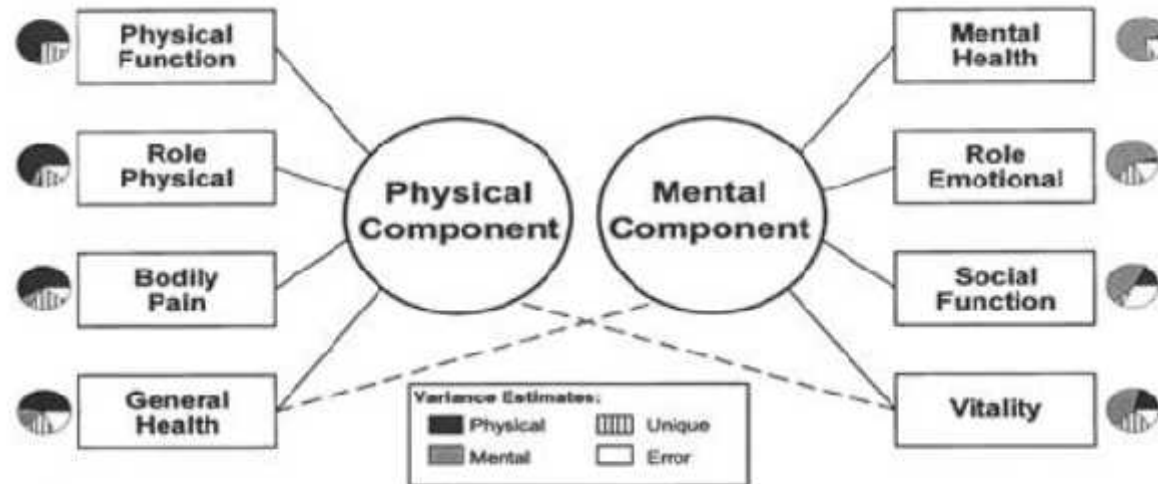 Physical
Function
Role
Physical
Bodily
Pain
General
Health
Physical
Component
Mental
Component
Mental
Health
Role
Emotional
Social
Function
Vitality
Variance Estimates:
Physical
Unique
Mental
Error